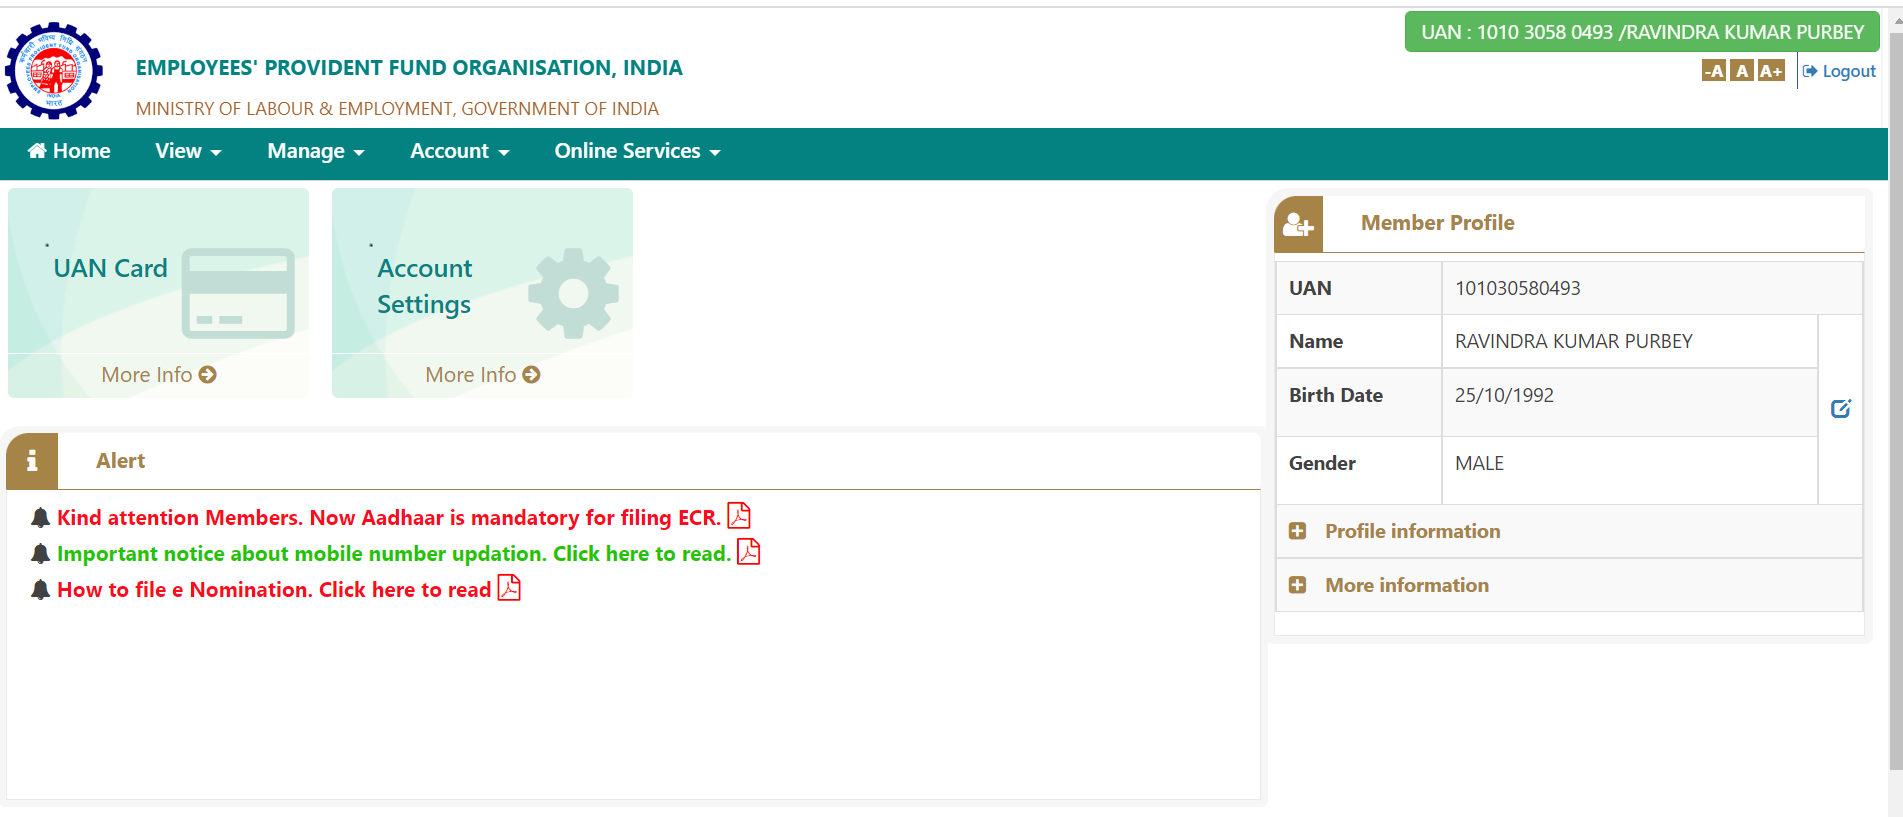 UAN : 1010 3058 0493 /RAVINDRA KUMAR PURBEY
EMPLOYEES' PROVIDENT FUND ORGANISATION, INDIA
-A A A+ Logout
MINISTRY OF LABOUR & EMPLOYMENT, GOVERNMENT OF INDIA
Home View Manage Account Online Services
UAN Card
More Info
Account
Settings
More Info
Alert
Kind attention Members. Now Aadhaar is mandatory for filing ECR.
Important notice about mobile number updation. Click here to read.
How to file e Nomination. Click here to read
Member Profile
UAN 101030580493
Name RAVINDRA KUMAR PURBEY
Birth Date 25/10/1992
Gender MALE
Profile information
More information